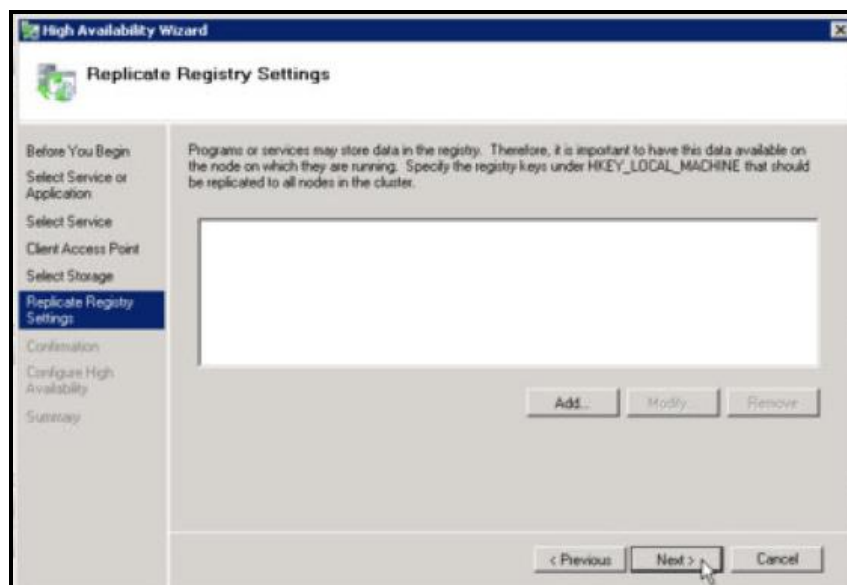 High Availability Wizard
Replicate Registry Settings
Before You Begin
Select Service or
Application
Select Service
Client Access Point
Select Storage
Replicate Registry
Settings
Confirmation
Configure High
Availability
Summary
Programs or services may store data in the registry. Therefore, it is important to have this data available on
the node on which they are running. Specify the registry keys under HKEY_LOCAL_MACHINE that should
be replicated to all nodes in the cluster.
Add...
Modify...
Remove
< Previous
Next >
Cancel